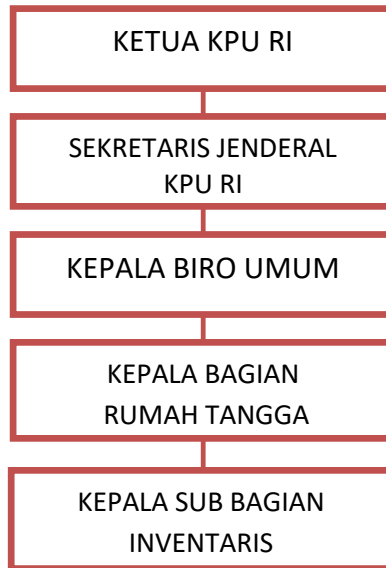 KETUA KPU RI
SEKRETARIS JENDERAL
KPU RI
KEPALA BIRO UMUM
KEPALA BAGIAN
RUMAH TANGGA
KEPALA SUB BAGIAN
INVENTARIS